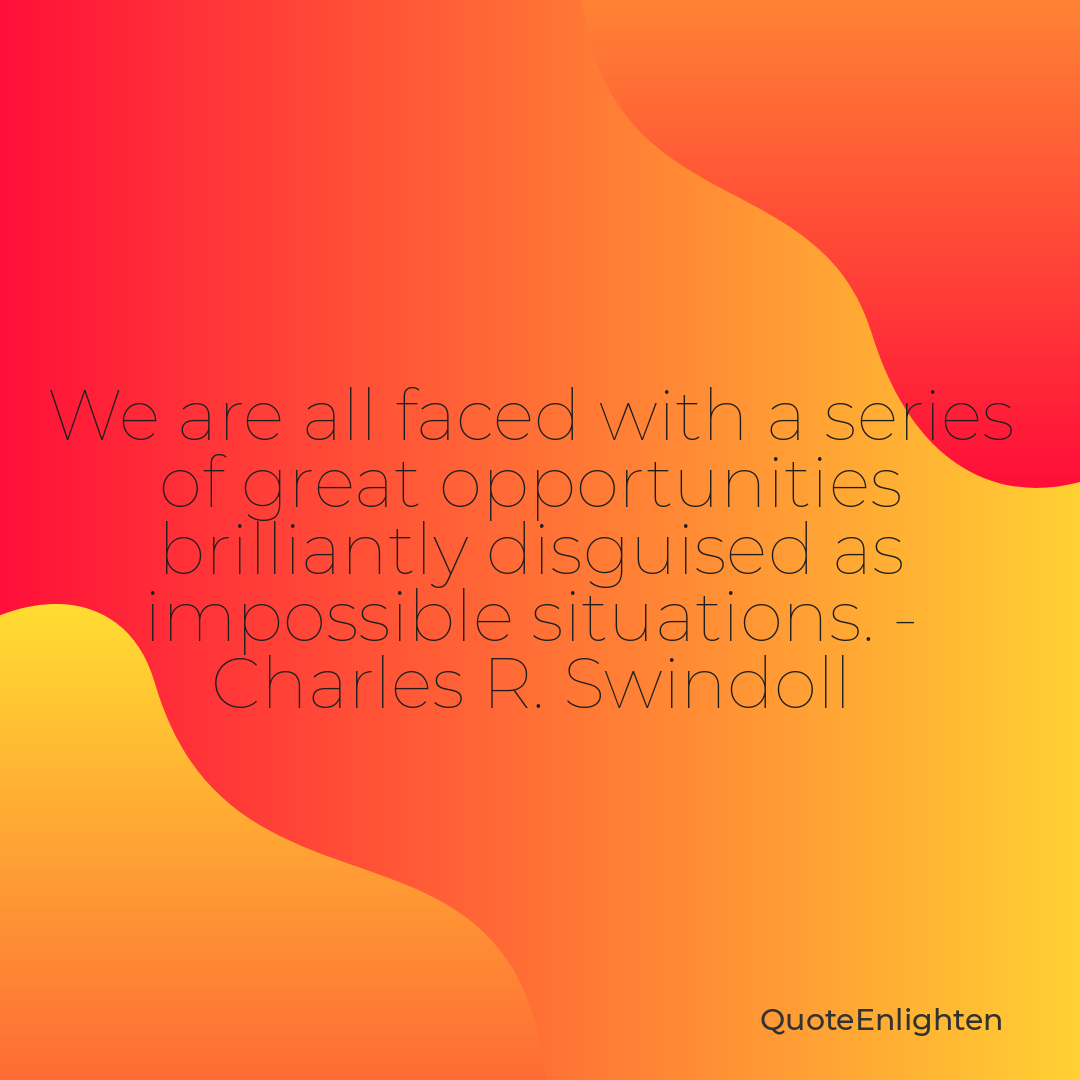 We are all faced with a series
of great opportunities
brilliantly disguised as
impossible situations. -
Charles R. Swindoll
QuoteEnlighten